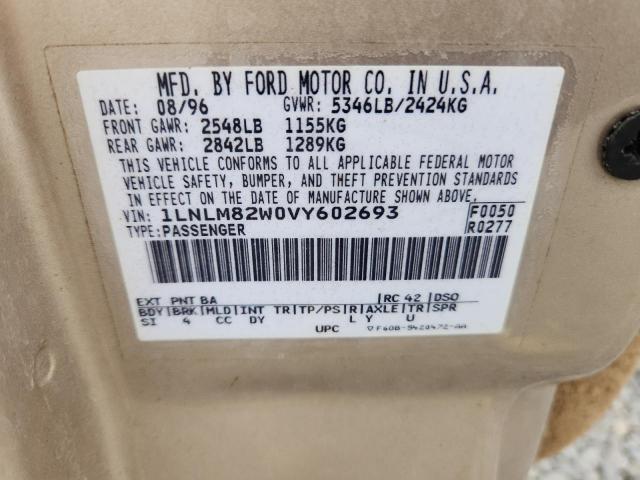 MFD. BY FORD MOTOR CO. IN U.S.A.
DATE: 08/96 GVWR: 5346LB/2424KG
FRONT GAWR: 2548LB 1155KG
REAR GAWR: 2842LB 1289KG
THIS VEHICLE CONFORMS TO ALL APPLICABLE FEDERAL MOTOR
VEHICLE SAFETY, BUMPER, AND THEFT PREVENTION STANDARDS
IN EFFECT ON THE DATE OF MANUFACTURE SHOWN ABOVE.
VIN: 1LNLM82W0VY602693 F0050
TYPE: PASSENGER R0277
EXT PNT BA RC 42 DSO
BDY BRK MLD INT TR TP/PS R AXLE TR SPR
SI 4 CC DY L Y U
UPC ▽F60B-5420472-AA